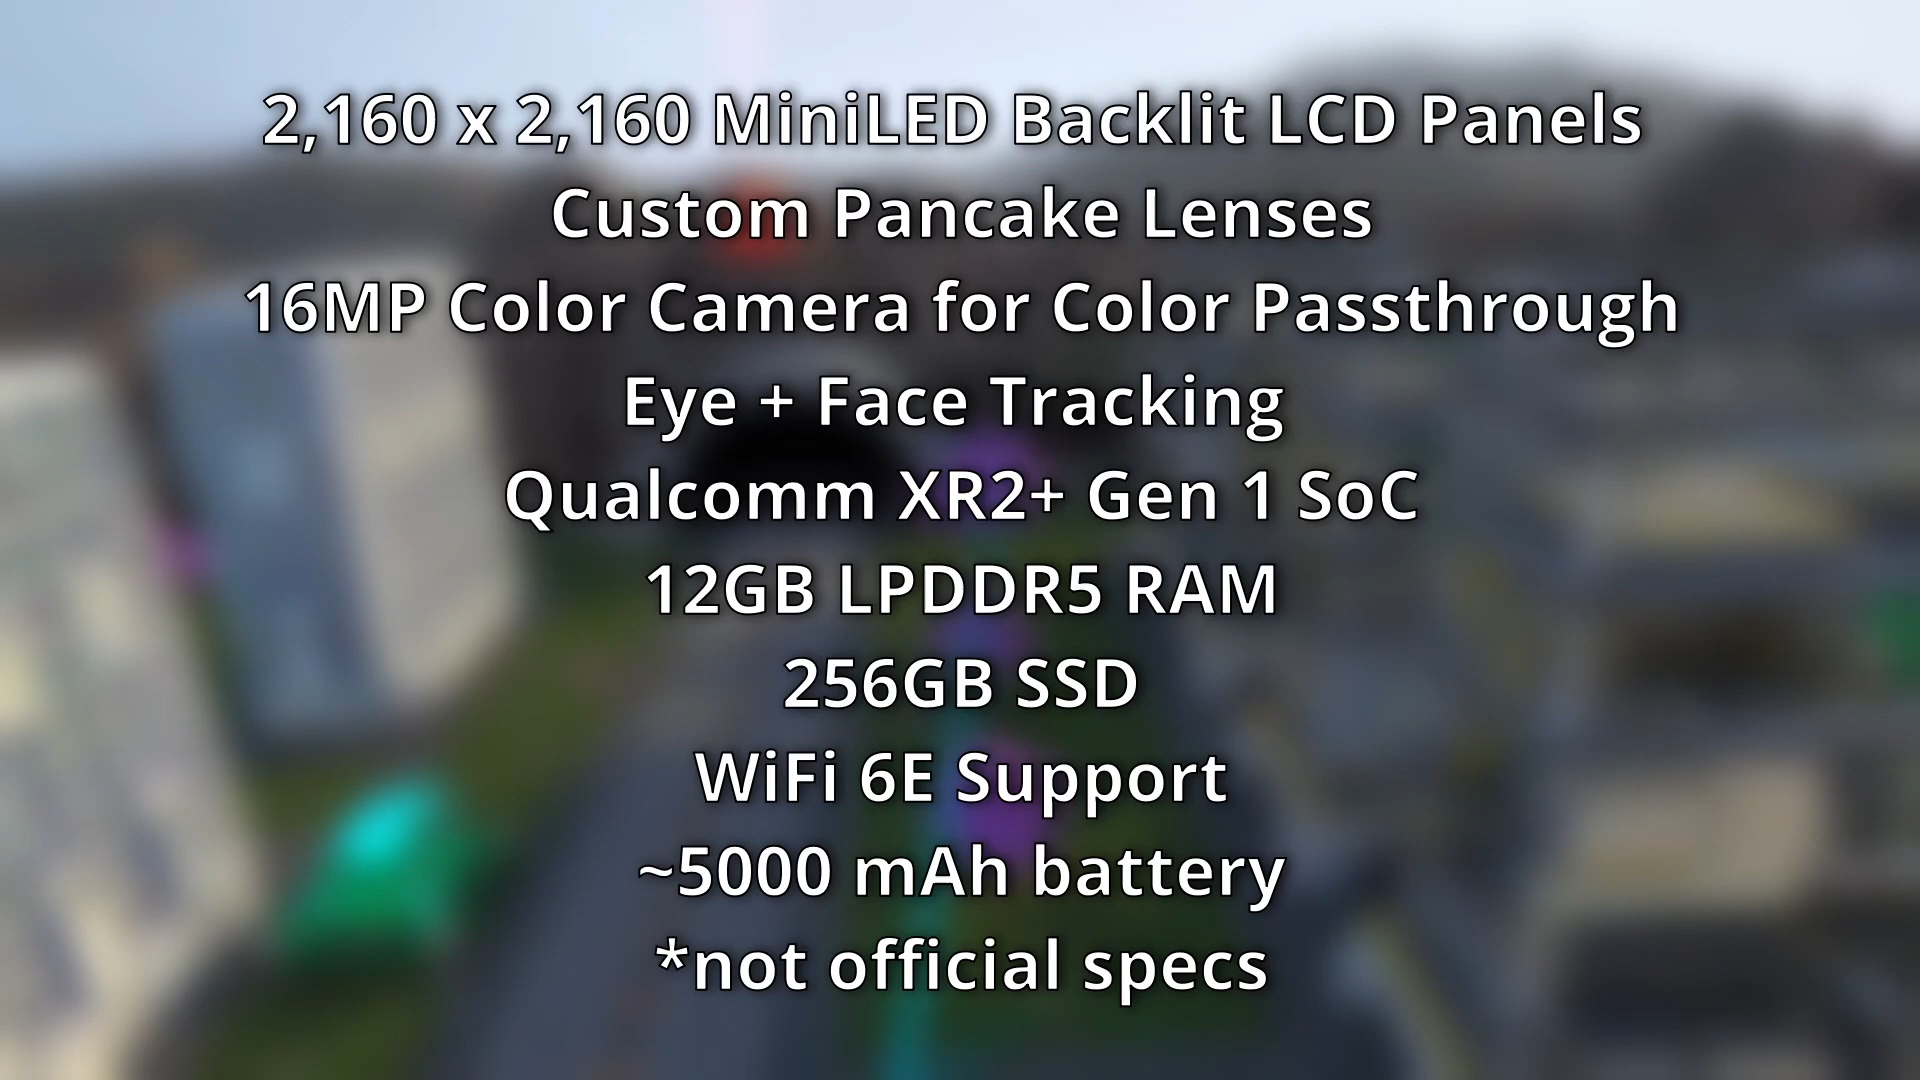 2,160 x 2,160 MiniLED Backlit LCD Panels
Custom Pancake Lenses
16MP Color Camera for Color Passthrough
Eye + Face Tracking
Qualcomm XR2+ Gen 1 SoC
12GB LPDDR5 RAM
256GB SSD
WiFi 6E Support
~5000 mAh battery
*not official specs